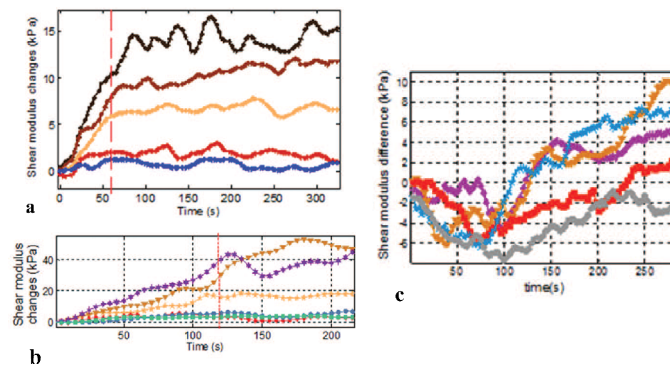 Shear modulus changes (kPa)
15
10
5
0
0 50 100 150 200 250 300
Time (s)
a
Shear modulus
changes (kPa)
40
20
0
50 100 150 200
Time (s)
b
Shear modulus difference (kPa)
10
8
6
4
2
0
-2
-4
-6
50 100 150 200 250
time(s)
c